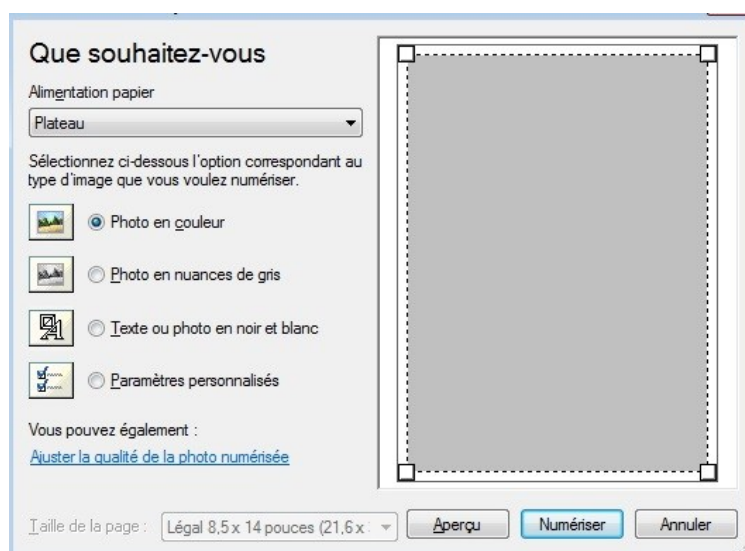 Que souhaitez-vous
Alimentation papier
Plateau
Sélectionnez ci-dessous l'option correspondant au
type d'image que vous voulez numériser.
Photo en couleur
Photo en nuances de gris
Texte ou photo en noir et blanc
Paramètres personnalisés
Vous pouvez également :
Ajuster la qualité de la photo numérisée
Taille de la page : Légal 8,5 x 14 pouces (21,6 x Aperçu Numériser Annuler